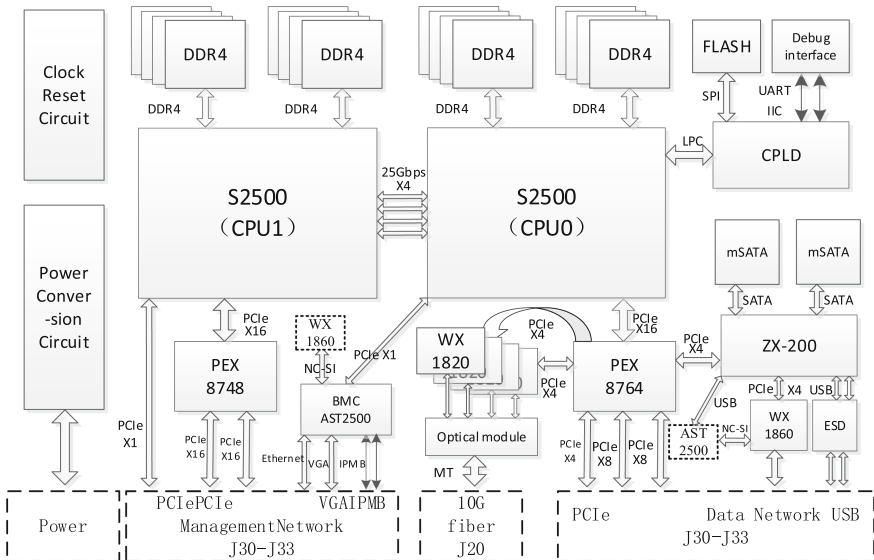 Clock
Reset
Circuit
DDR4
DDR4
DDR4
DDR4
DDR4
DDR4
DDR4
DDR4
FLASH
Debug
interface
SPI
UART
IIC
S2500
（CPU1）
25Gbps
X4
S2500
（CPU0）
LPC
CPLD
Power
Conver
-sion
Circuit
mSATA
mSATA
SATA
SATA
PCIe
X16
WX
1860
NC-SI
PCIe X1
PCIe
X4
PCIe
X16
PCIe
X4
ZX-200
PEX
8748
BMC
AST2500
WX
1820
PCIe
X4
PEX
8764
USB
PCIe X4
USB
PCIe
X1
PCIe
X16
PCIe
X16
Ethernet
VGA
IPMB
Optical module
MT
PCIe
X4
PCIe
X8
PCIe
X8
AST
2500
NC-SI
WX
1860
ESD
Power
PCIePCIe VGAIPMB
ManagementNetwork
J30-J33
10G
fiber
J20
PCIe Data Network USB
J30-J33